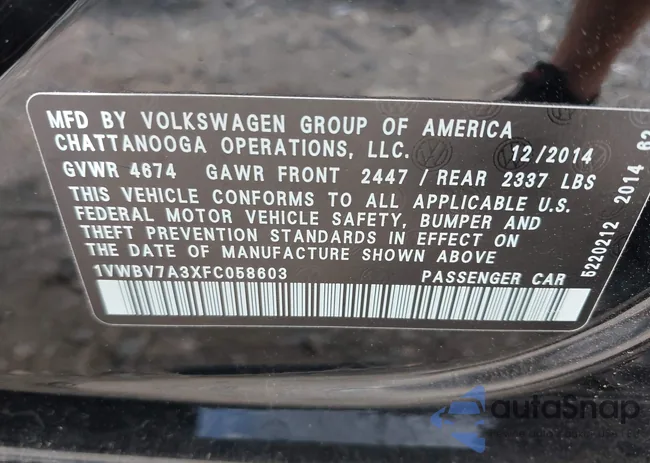 MFD BY VOLKSWAGEN GROUP OF AMERICA
CHATTANOOGA OPERATIONS, LLC. 12/2014
GVWR 4674 GAWR FRONT 2447 / REAR 2337 LBS
THIS VEHICLE CONFORMS TO ALL APPLICABLE U.S.
FEDERAL MOTOR VEHICLE SAFETY, BUMPER AND
THEFT PREVENTION STANDARDS IN EFFECT ON
THE DATE OF MANUFACTURE SHOWN ABOVE
1VWBV7A3XFC058603 PASSENGER CAR
5220212 2014 62
autoSnap